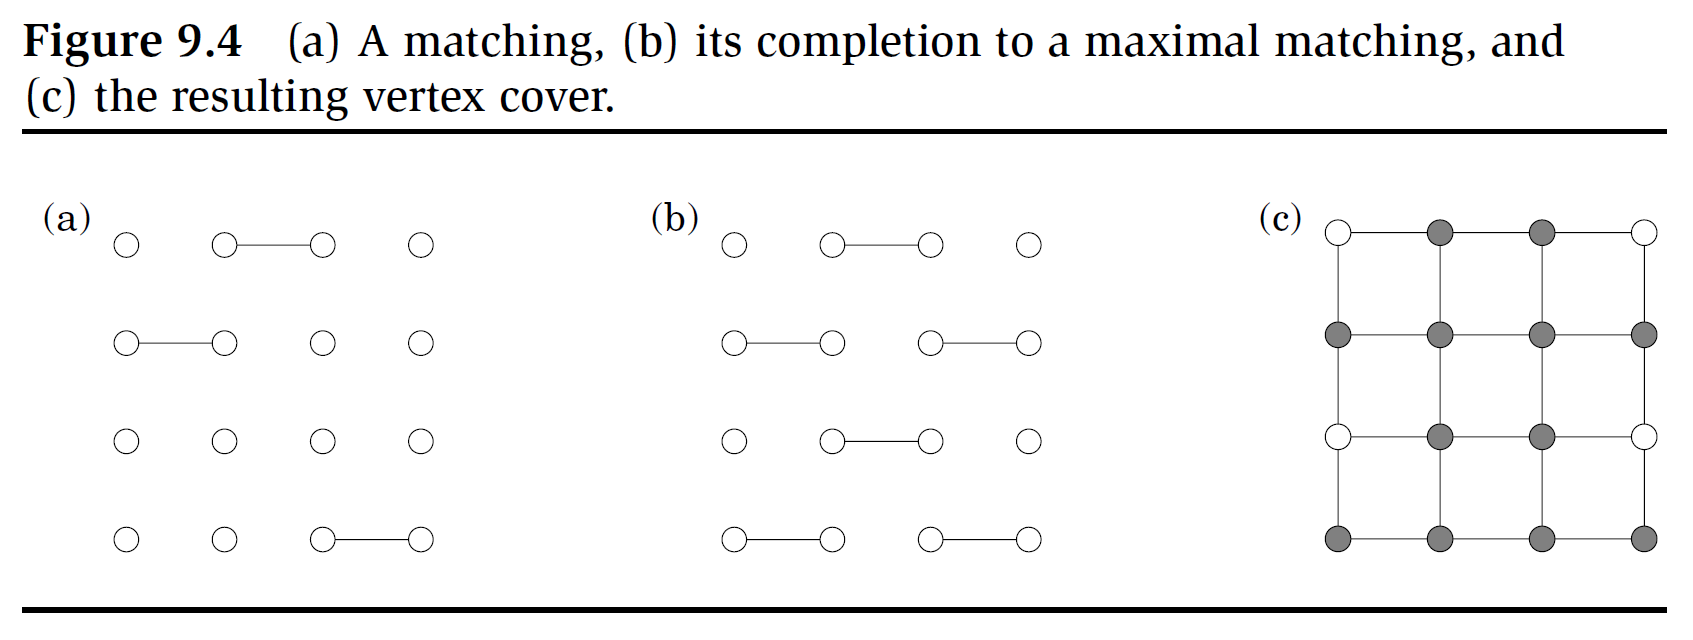 Figure 9.4 (a) A matching, (b) its completion to a maximal matching, and
(c) the resulting vertex cover.
(a)
(b)
(c)